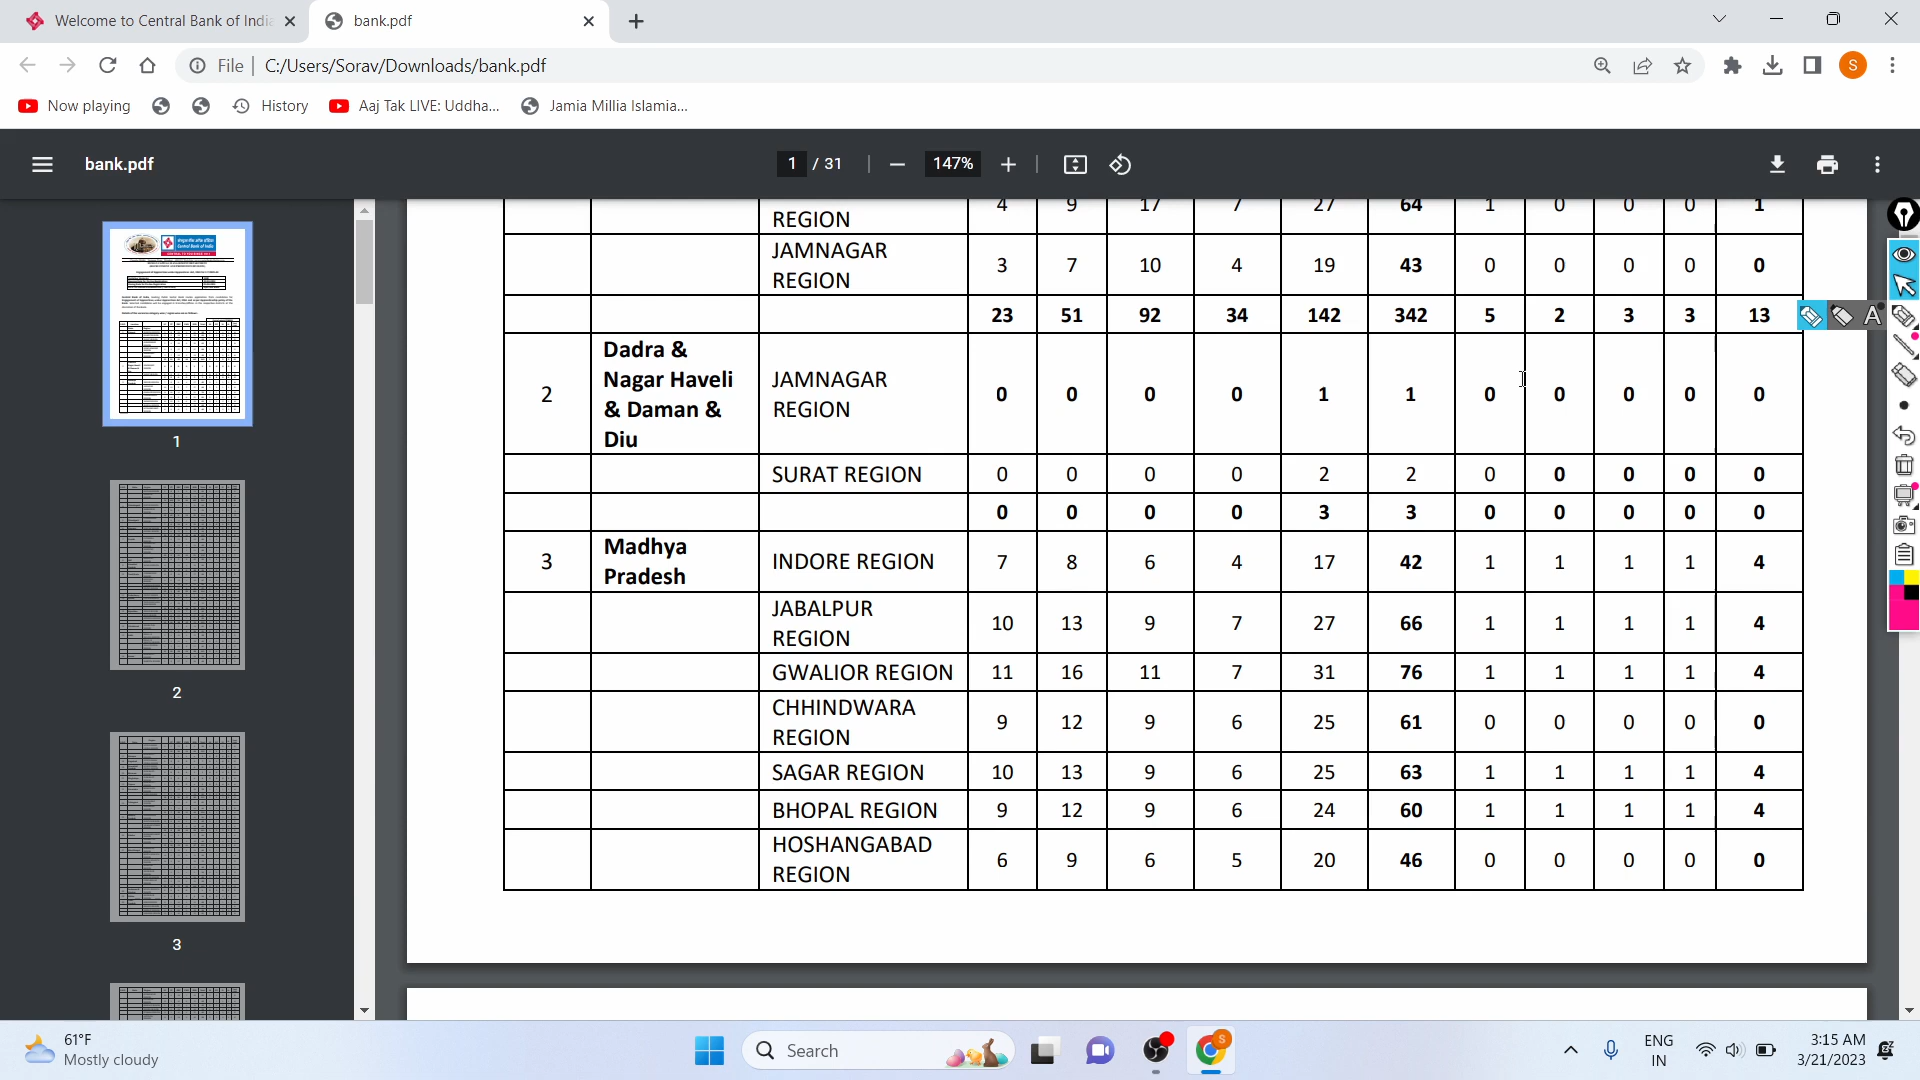 Welcome to Central Bank of India
bank.pdf
File | C:/Users/Sorav/Downloads/bank.pdf
S
Now playing
History
Aaj Tak LIVE: Uddha...
Jamia Millia Islamia...
bank.pdf
1 / 31
147%
4 9 17 7 27 64 1 0 0 0 1
REGION
JAMNAGAR
REGION
3 7 10 4 19 43 0 0 0 0 0
23 51 92 34 142 342 5 2 3 3 13
A
2
Dadra &
Nagar Haveli
& Daman &
Diu
JAMNAGAR
REGION
0 0 0 0 1 1 0 0 0 0 0
SURAT REGION 0 0 0 0 2 2 0 0 0 0 0
0 0 0 0 3 3 0 0 0 0 0
3
Madhya
Pradesh
INDORE REGION 7 8 6 4 17 42 1 1 1 1 4
JABALPUR
REGION
10 13 9 7 27 66 1 1 1 1 4
GWALIOR REGION 11 16 11 7 31 76 1 1 1 1 4
CHHINDWARA
REGION
9 12 9 6 25 61 0 0 0 0 0
SAGAR REGION 10 13 9 6 25 63 1 1 1 1 4
BHOPAL REGION 9 12 9 6 24 60 1 1 1 1 4
HOSHANGABAD
REGION
6 9 6 5 20 46 0 0 0 0 0
1
2
3
61°F
Mostly cloudy
Search
S
ENG
IN
3:15 AM
3/21/2023